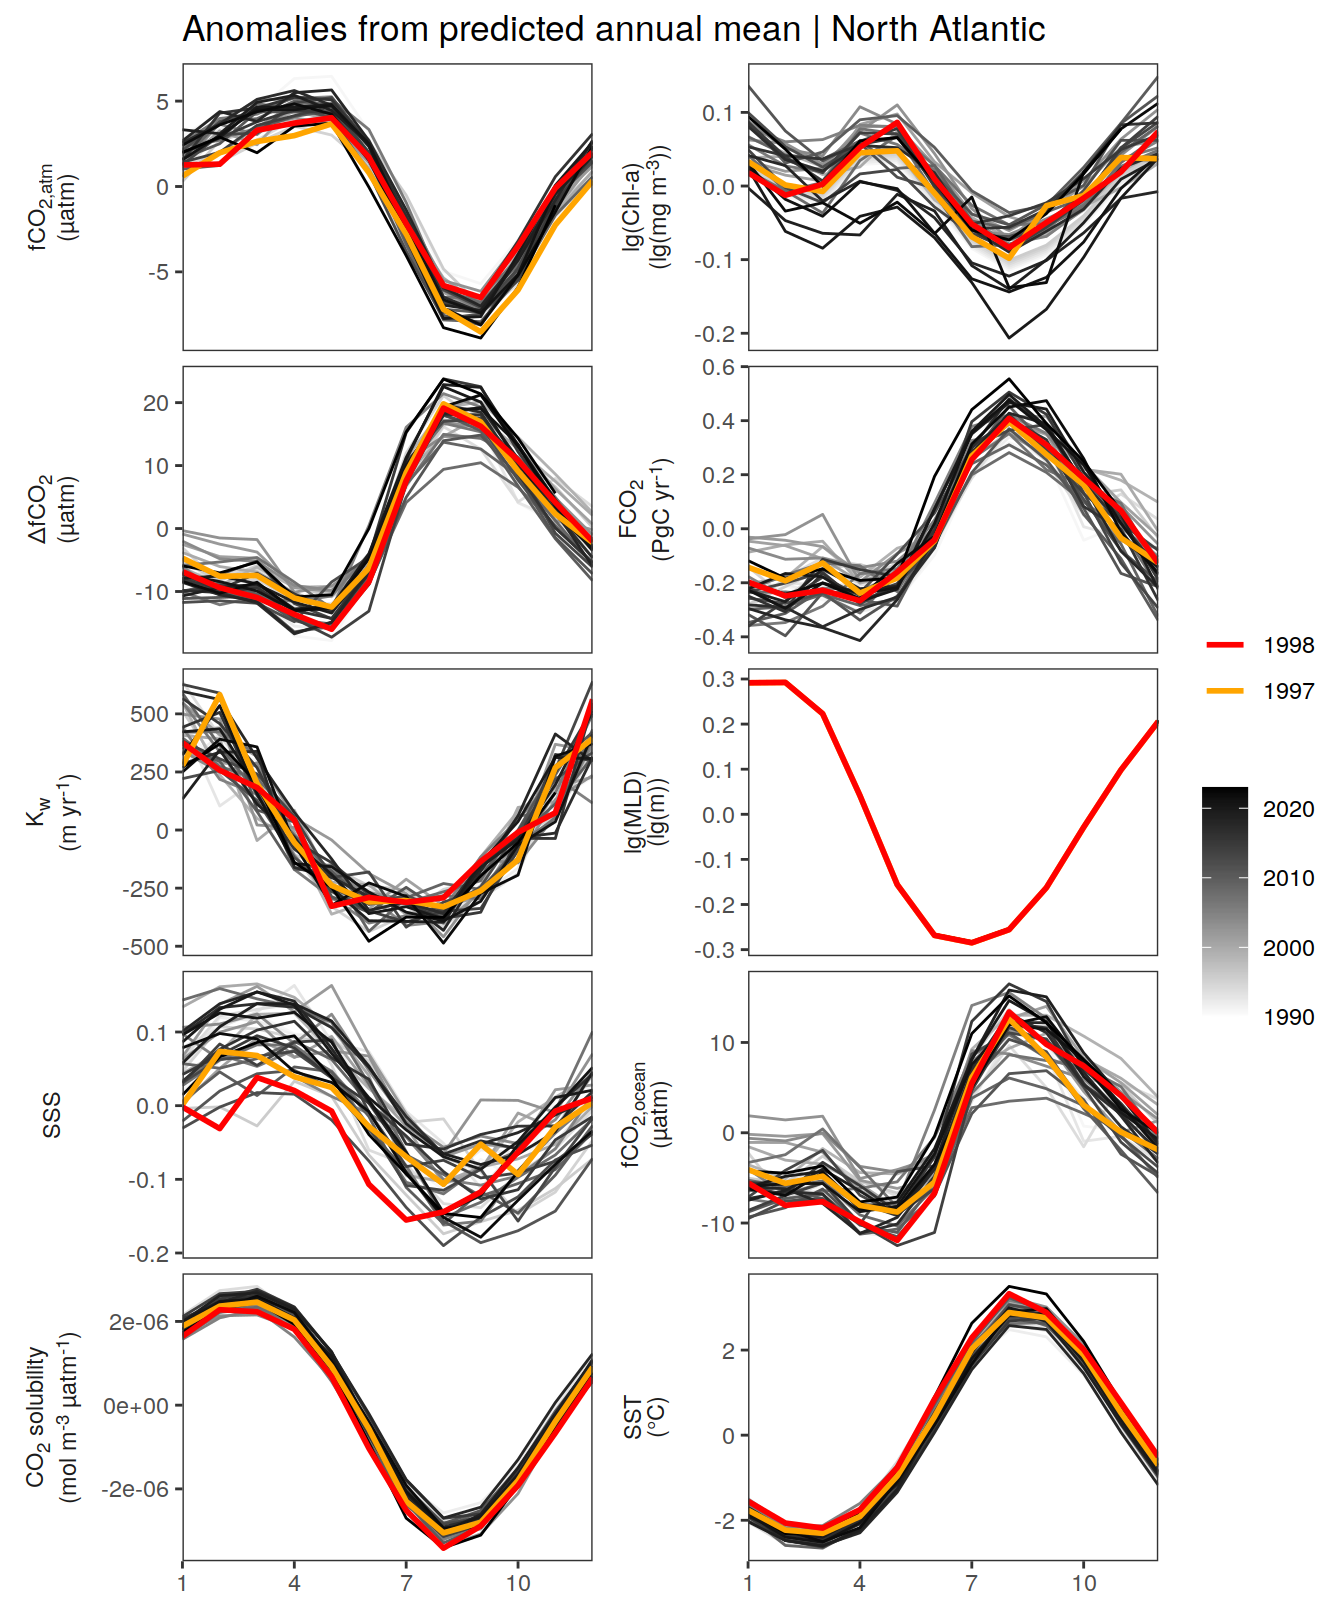 Anomalies from predicted annual mean | North Atlantic
fCO2,atm
(µatm)
5
0
-5
lg(Chl-a)
(lg(mg m-3))
0.1
0.0
-0.1
-0.2
ΔfCO2
(µatm)
20
10
0
-10
FCO2
(PgC yr-1)
0.6
0.4
0.2
0.0
-0.2
-0.4
Kw
(m yr-1)
500
250
0
-250
-500
lg(MLD)
(lg(m))
0.3
0.2
0.1
0.0
-0.1
-0.2
-0.3
SSS
0.1
0.0
-0.1
-0.2
fCO2,ocean
(µatm)
10
0
-10
CO2 solubility
(mol m-3 µatm-1)
2e-06
0e+00
-2e-06
1
4
7
10
SST
(°C)
2
0
-2
1
4
7
10
1998
1997
2020
2010
2000
1990